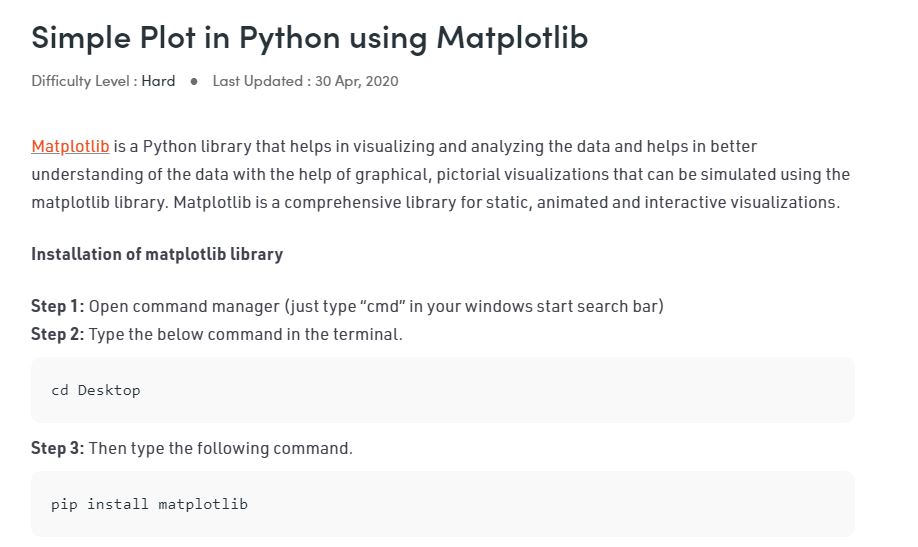 Simple Plot in Python using Matplotlib
Difficulty Level : Hard ● Last Updated : 30 Apr, 2020
Matplotlib is a Python library that helps in visualizing and analyzing the data and helps in better
understanding of the data with the help of graphical, pictorial visualizations that can be simulated using the
matplotlib library. Matplotlib is a comprehensive library for static, animated and interactive visualizations.
Installation of matplotlib library
Step 1: Open command manager (just type “cmd” in your windows start search bar)
Step 2: Type the below command in the terminal.
cd Desktop
Step 3: Then type the following command.
pip install matplotlib